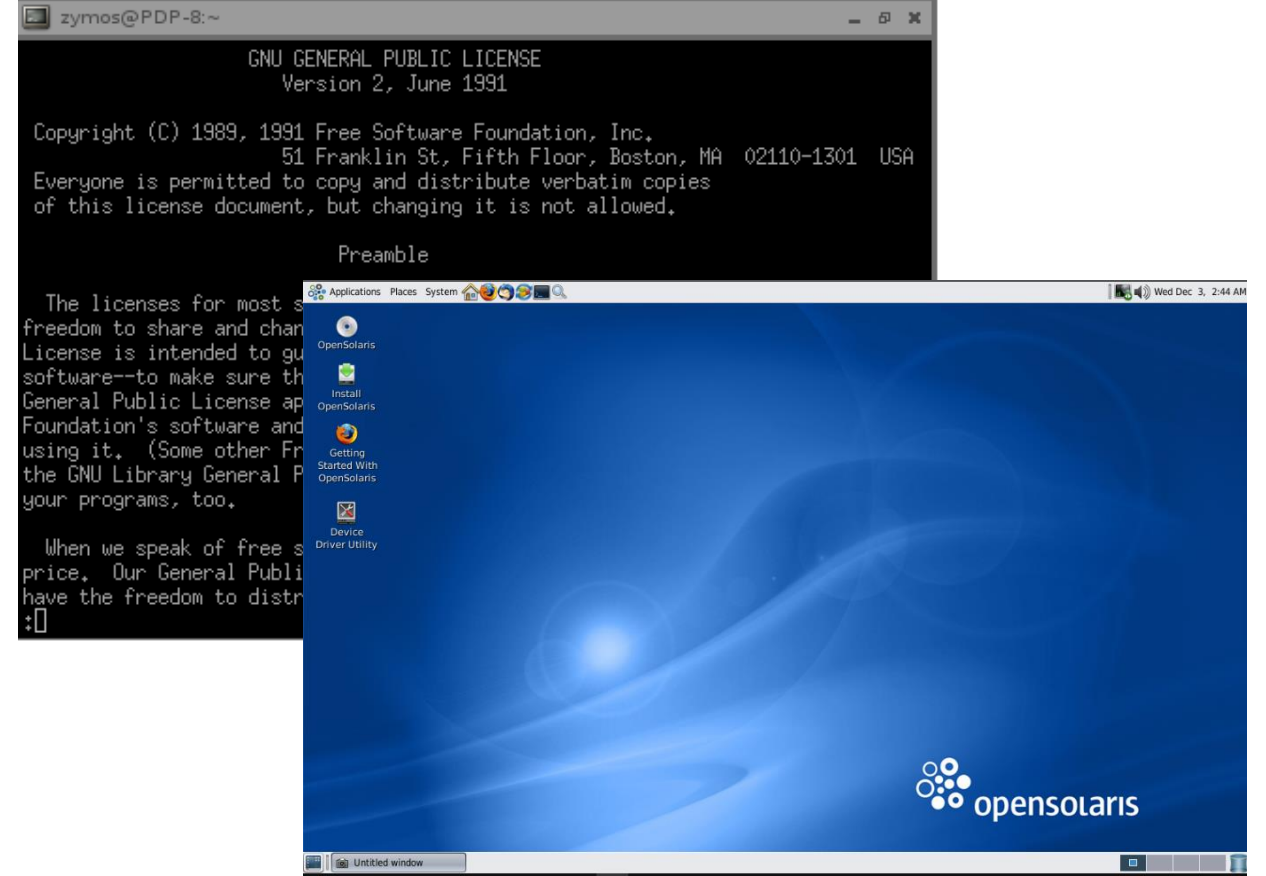 zymos@PDP-8:~
GNU GENERAL PUBLIC LICENSE
Version 2, June 1991
Copyright (C) 1989, 1991 Free Software Foundation, Inc.
51 Franklin St, Fifth Floor, Boston, MA 02110-1301 USA
Everyone is permitted to copy and distribute verbatim copies
of this license document, but changing it is not allowed.
Preamble
The licenses for most s
freedom to share and chan
License is intended to gu
software--to make sure th
General Public License ap
Foundation's software and
using it. (Some other Fr
the GNU Library General P
your programs, too.
When we speak of free s
price. Our General Publi
have the freedom to distr
:
Applications Places System
Wed Dec 3, 2:44 AM
OpenSolaris
Install
OpenSolaris
Getting
Started With
OpenSolaris
Device
Driver Utility
opensolaris
Untitled window